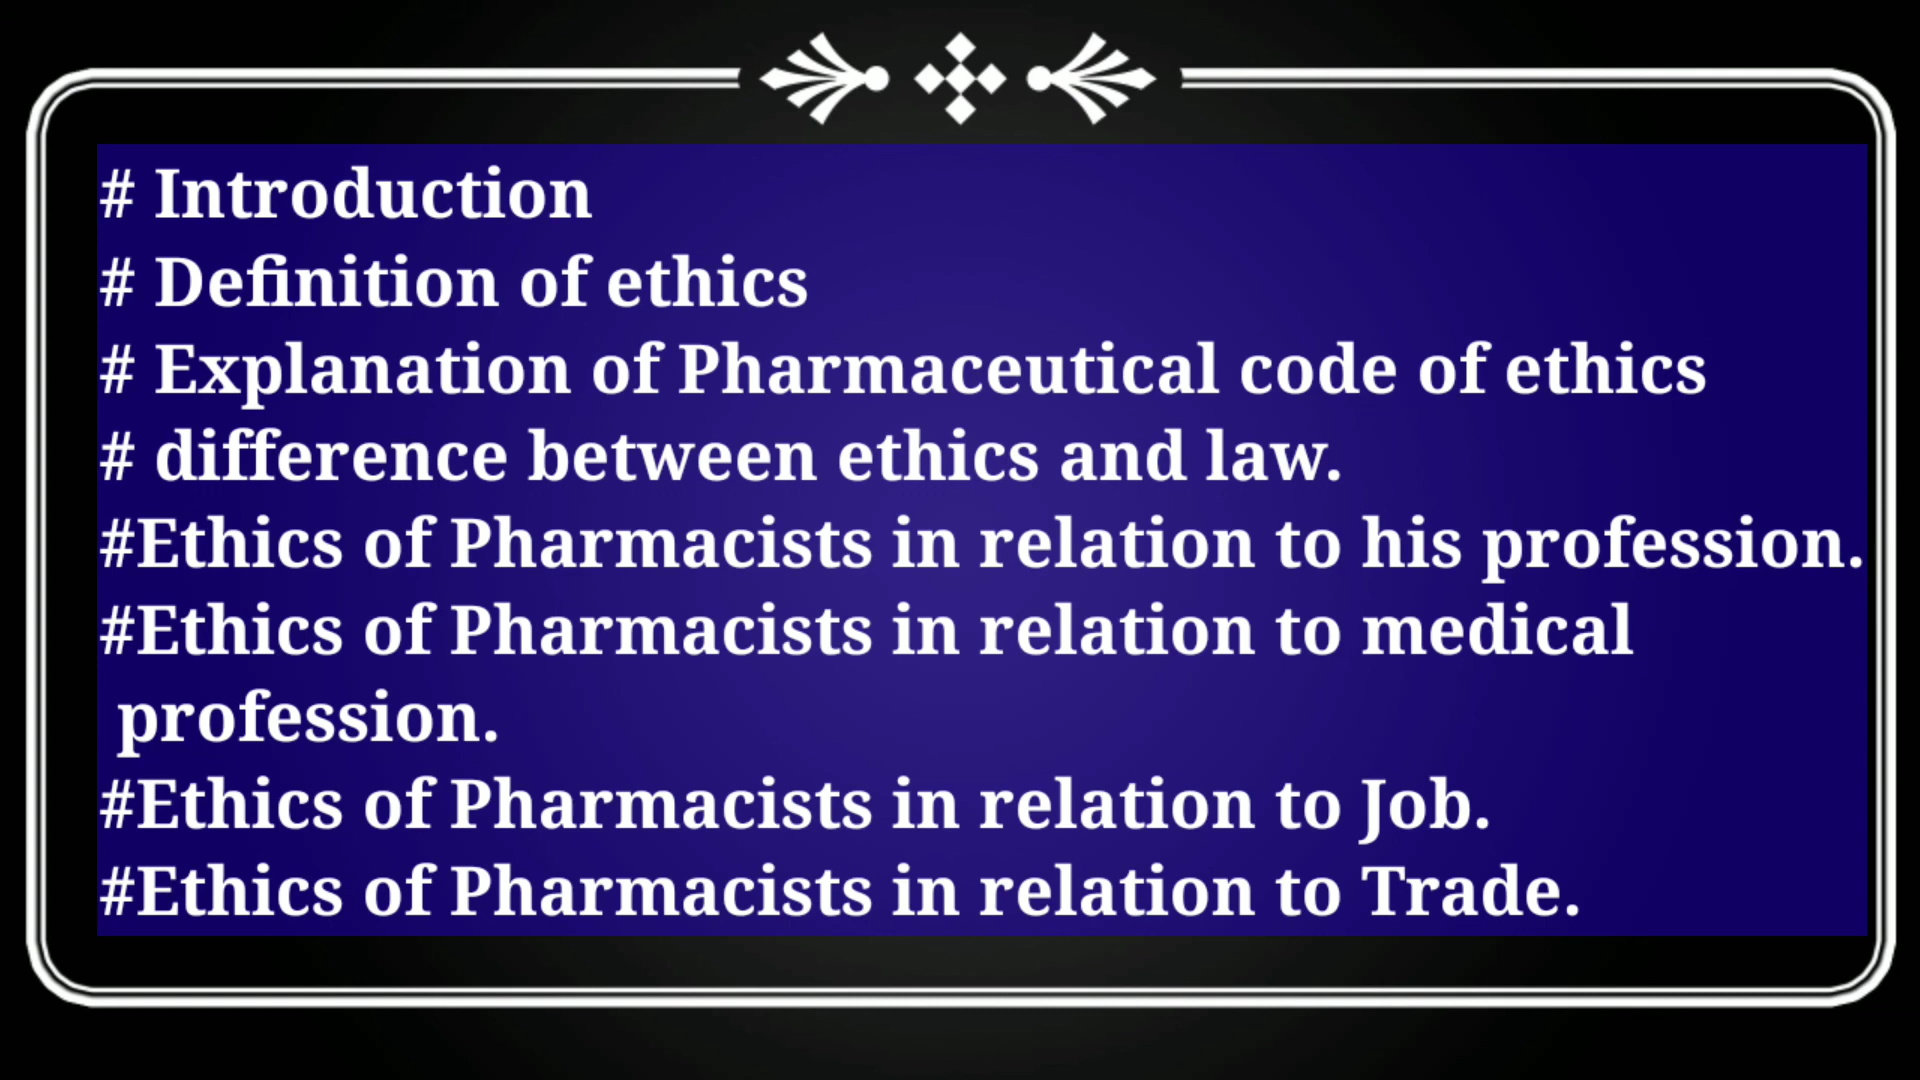 # Introduction
# Definition of ethics
# Explanation of Pharmaceutical code of ethics
# difference between ethics and law.
#Ethics of Pharmacists in relation to his profession.
#Ethics of Pharmacists in relation to medical
profession.
#Ethics of Pharmacists in relation to Job.
#Ethics of Pharmacists in relation to Trade.